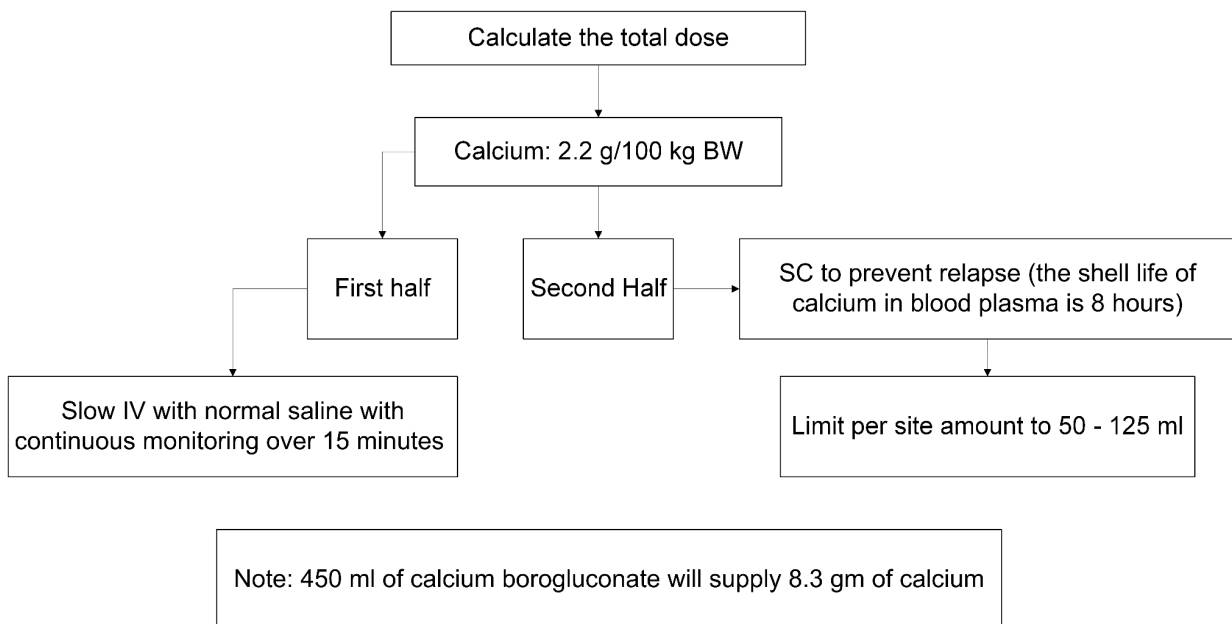 Calculate the total dose
Calcium: 2.2 g/100 kg BW
First half
Second Half
SC to prevent relapse (the shell life of
calcium in blood plasma is 8 hours)
Slow IV with normal saline with
continuous monitoring over 15 minutes
Limit per site amount to 50 - 125 ml
Note: 450 ml of calcium borogluconate will supply 8.3 gm of calcium